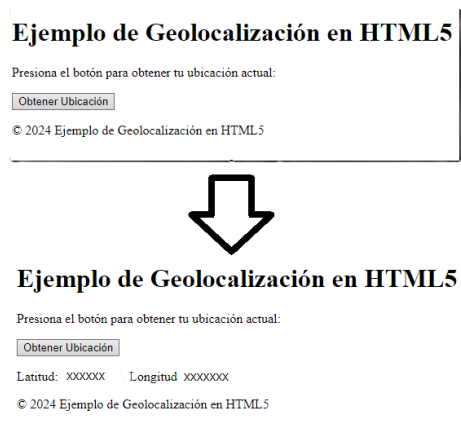 Ejemplo de Geolocalización en HTML5
Presiona el botón para obtener tu ubicación actual:
Obtener Ubicación
© 2024 Ejemplo de Geolocalización en HTML5
Ejemplo de Geolocalización en HTML5
Presiona el botón para obtener tu ubicación actual:
Obtener Ubicación
Latitud: XXXXXX Longitud XXXXXXX
© 2024 Ejemplo de Geolocalización en HTML5